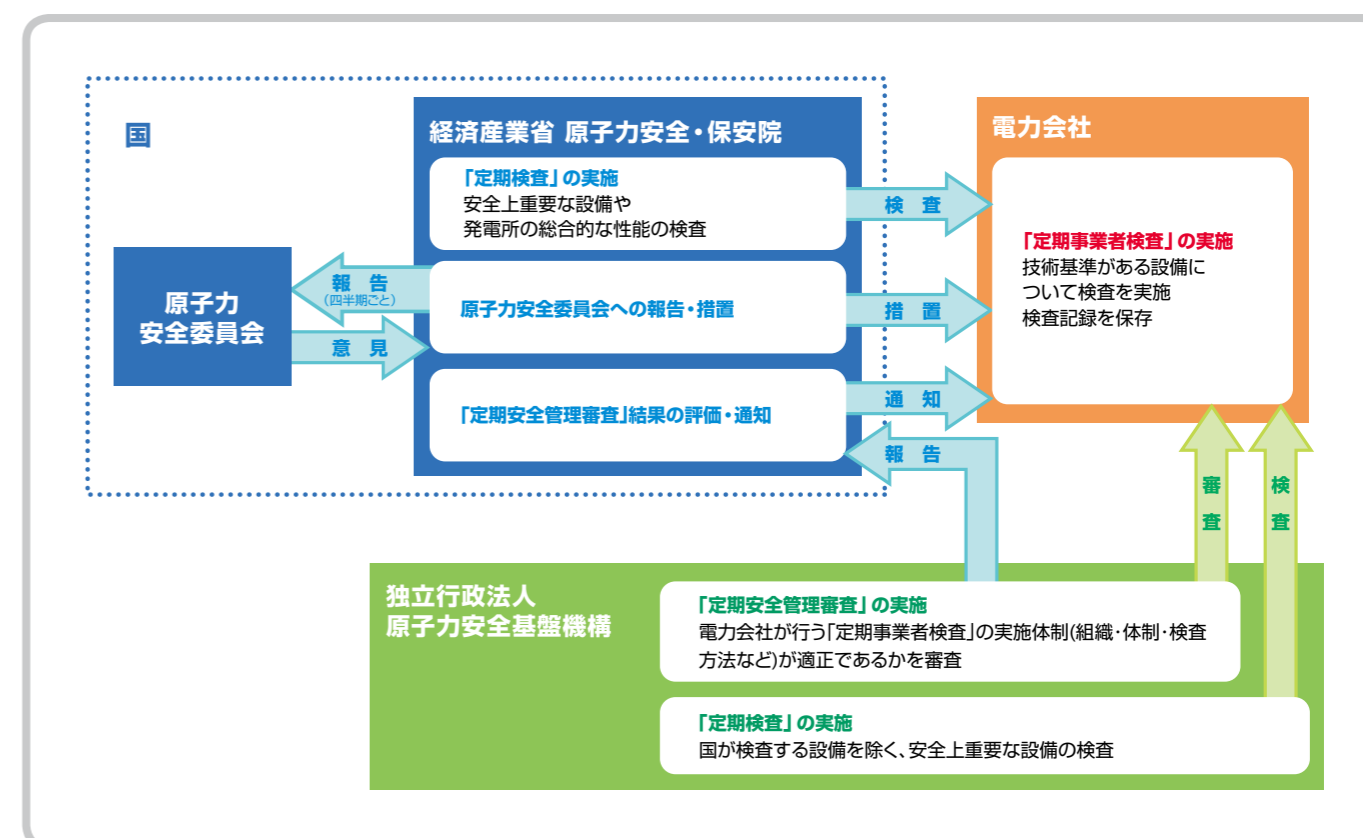 国
経済産業省 原子力安全・保安院
「定期検査」の実施
安全上重要な設備や
発電所の総合的な性能の検査
検 査
電力会社
「定期事業者検査」の実施
技術基準がある設備に
ついて検査を実施
検査記録を保存
原子力
安全委員会
報 告
(四半期ごと)
意 見
原子力安全委員会への報告・措置
措 置
「定期安全管理審査」結果の評価・通知
通 知
報 告
審査
検査
独立行政法人
原子力安全基盤機構
「定期安全管理審査」の実施
電力会社が行う「定期事業者検査」の実施体制(組織・体制・検査
方法など)が適正であるかを審査
「定期検査」の実施
国が検査する設備を除く、安全上重要な設備の検査